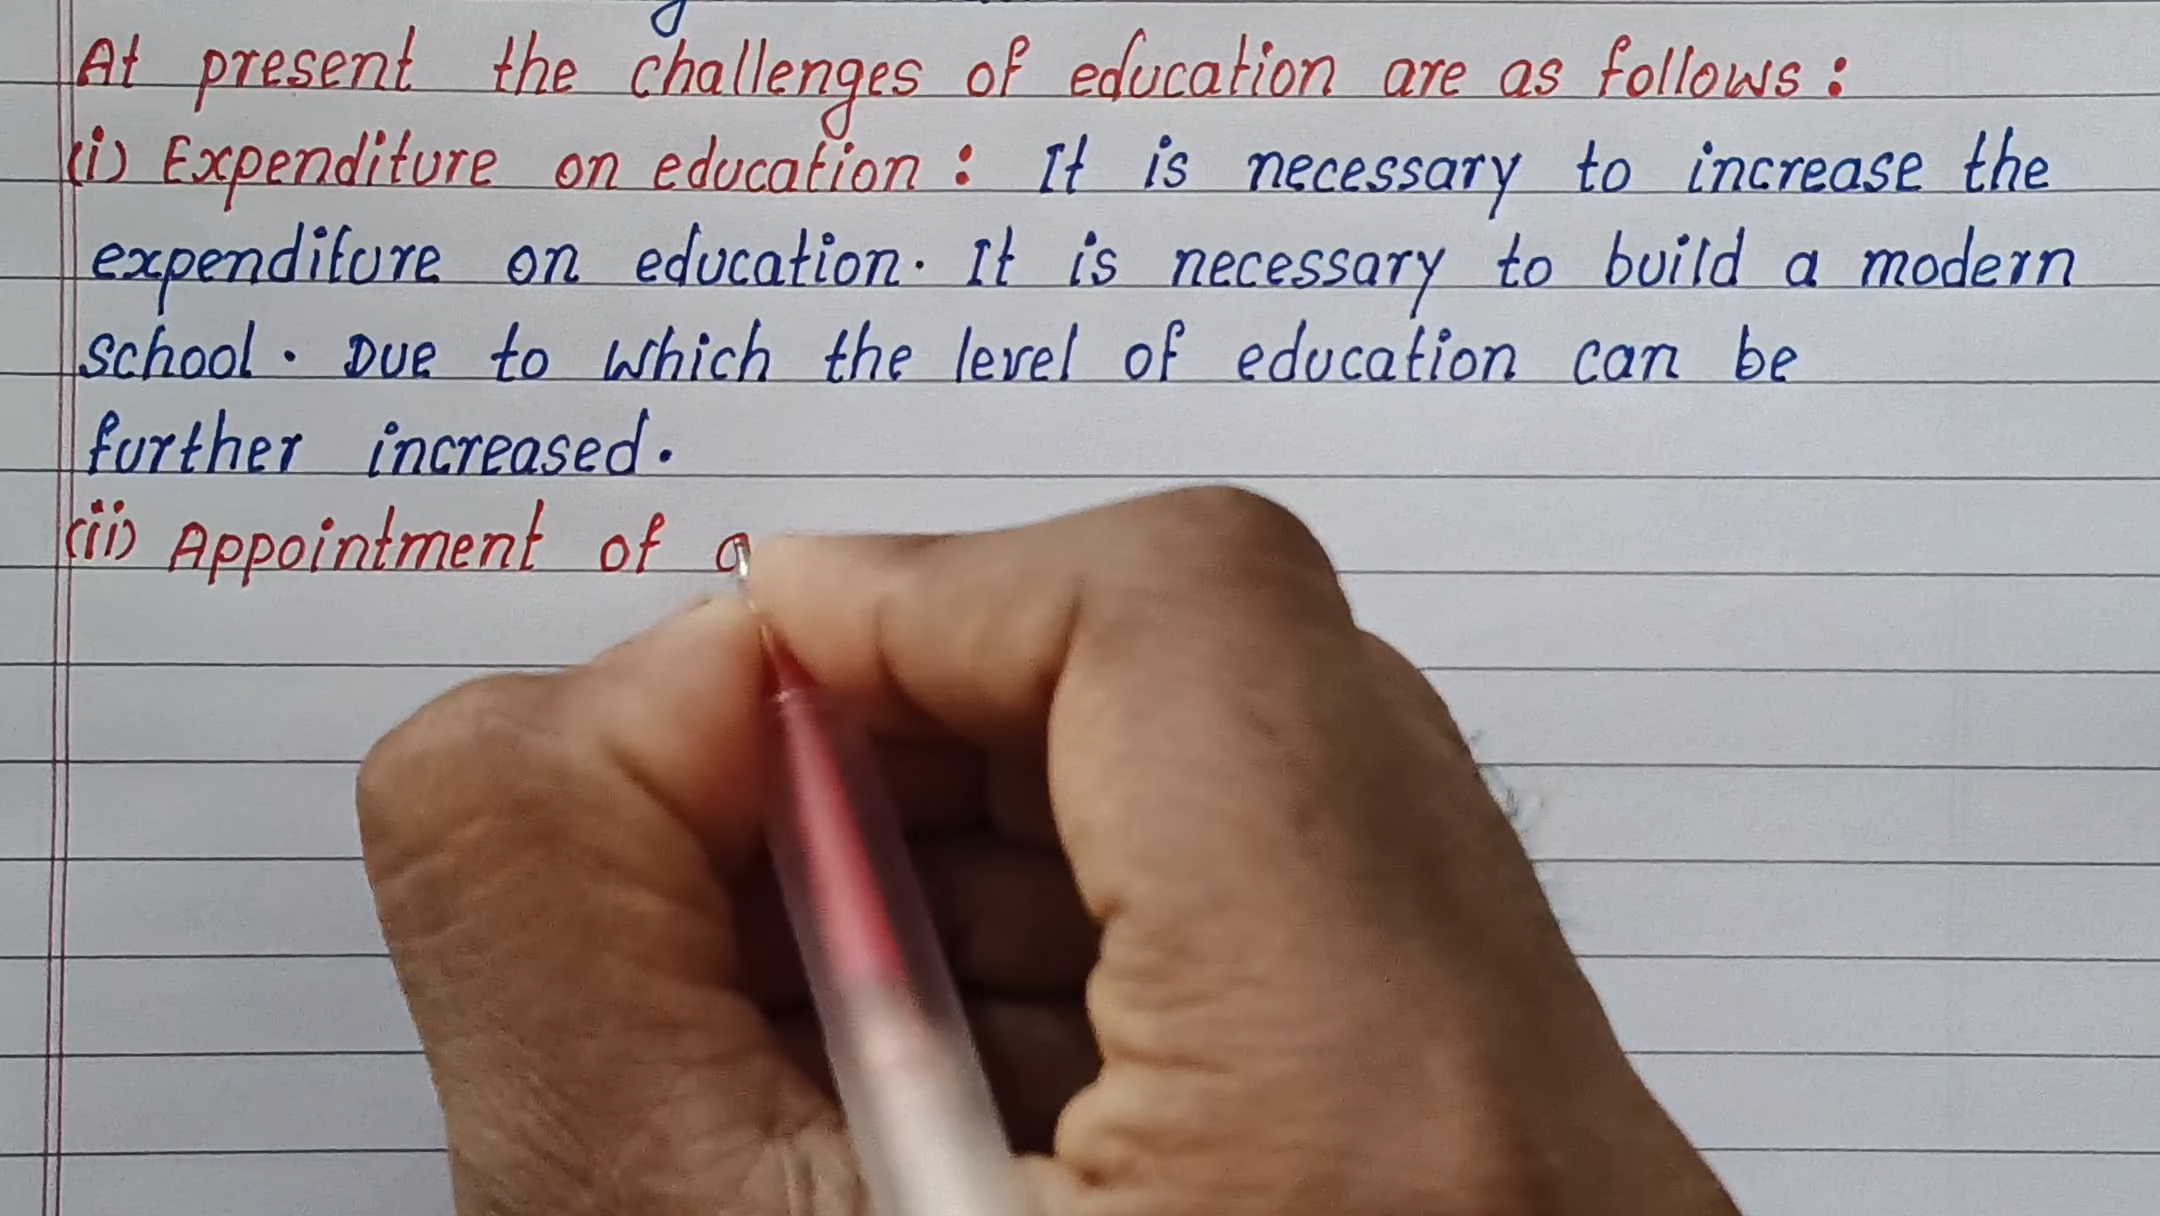 At present the challenges of education are as follows:
(i) Expenditure on education: It is necessary to increase the
expenditure on education. It is necessary to build a modern
school. Due to which the level of education can be
further increased.
(ii) Appointment of